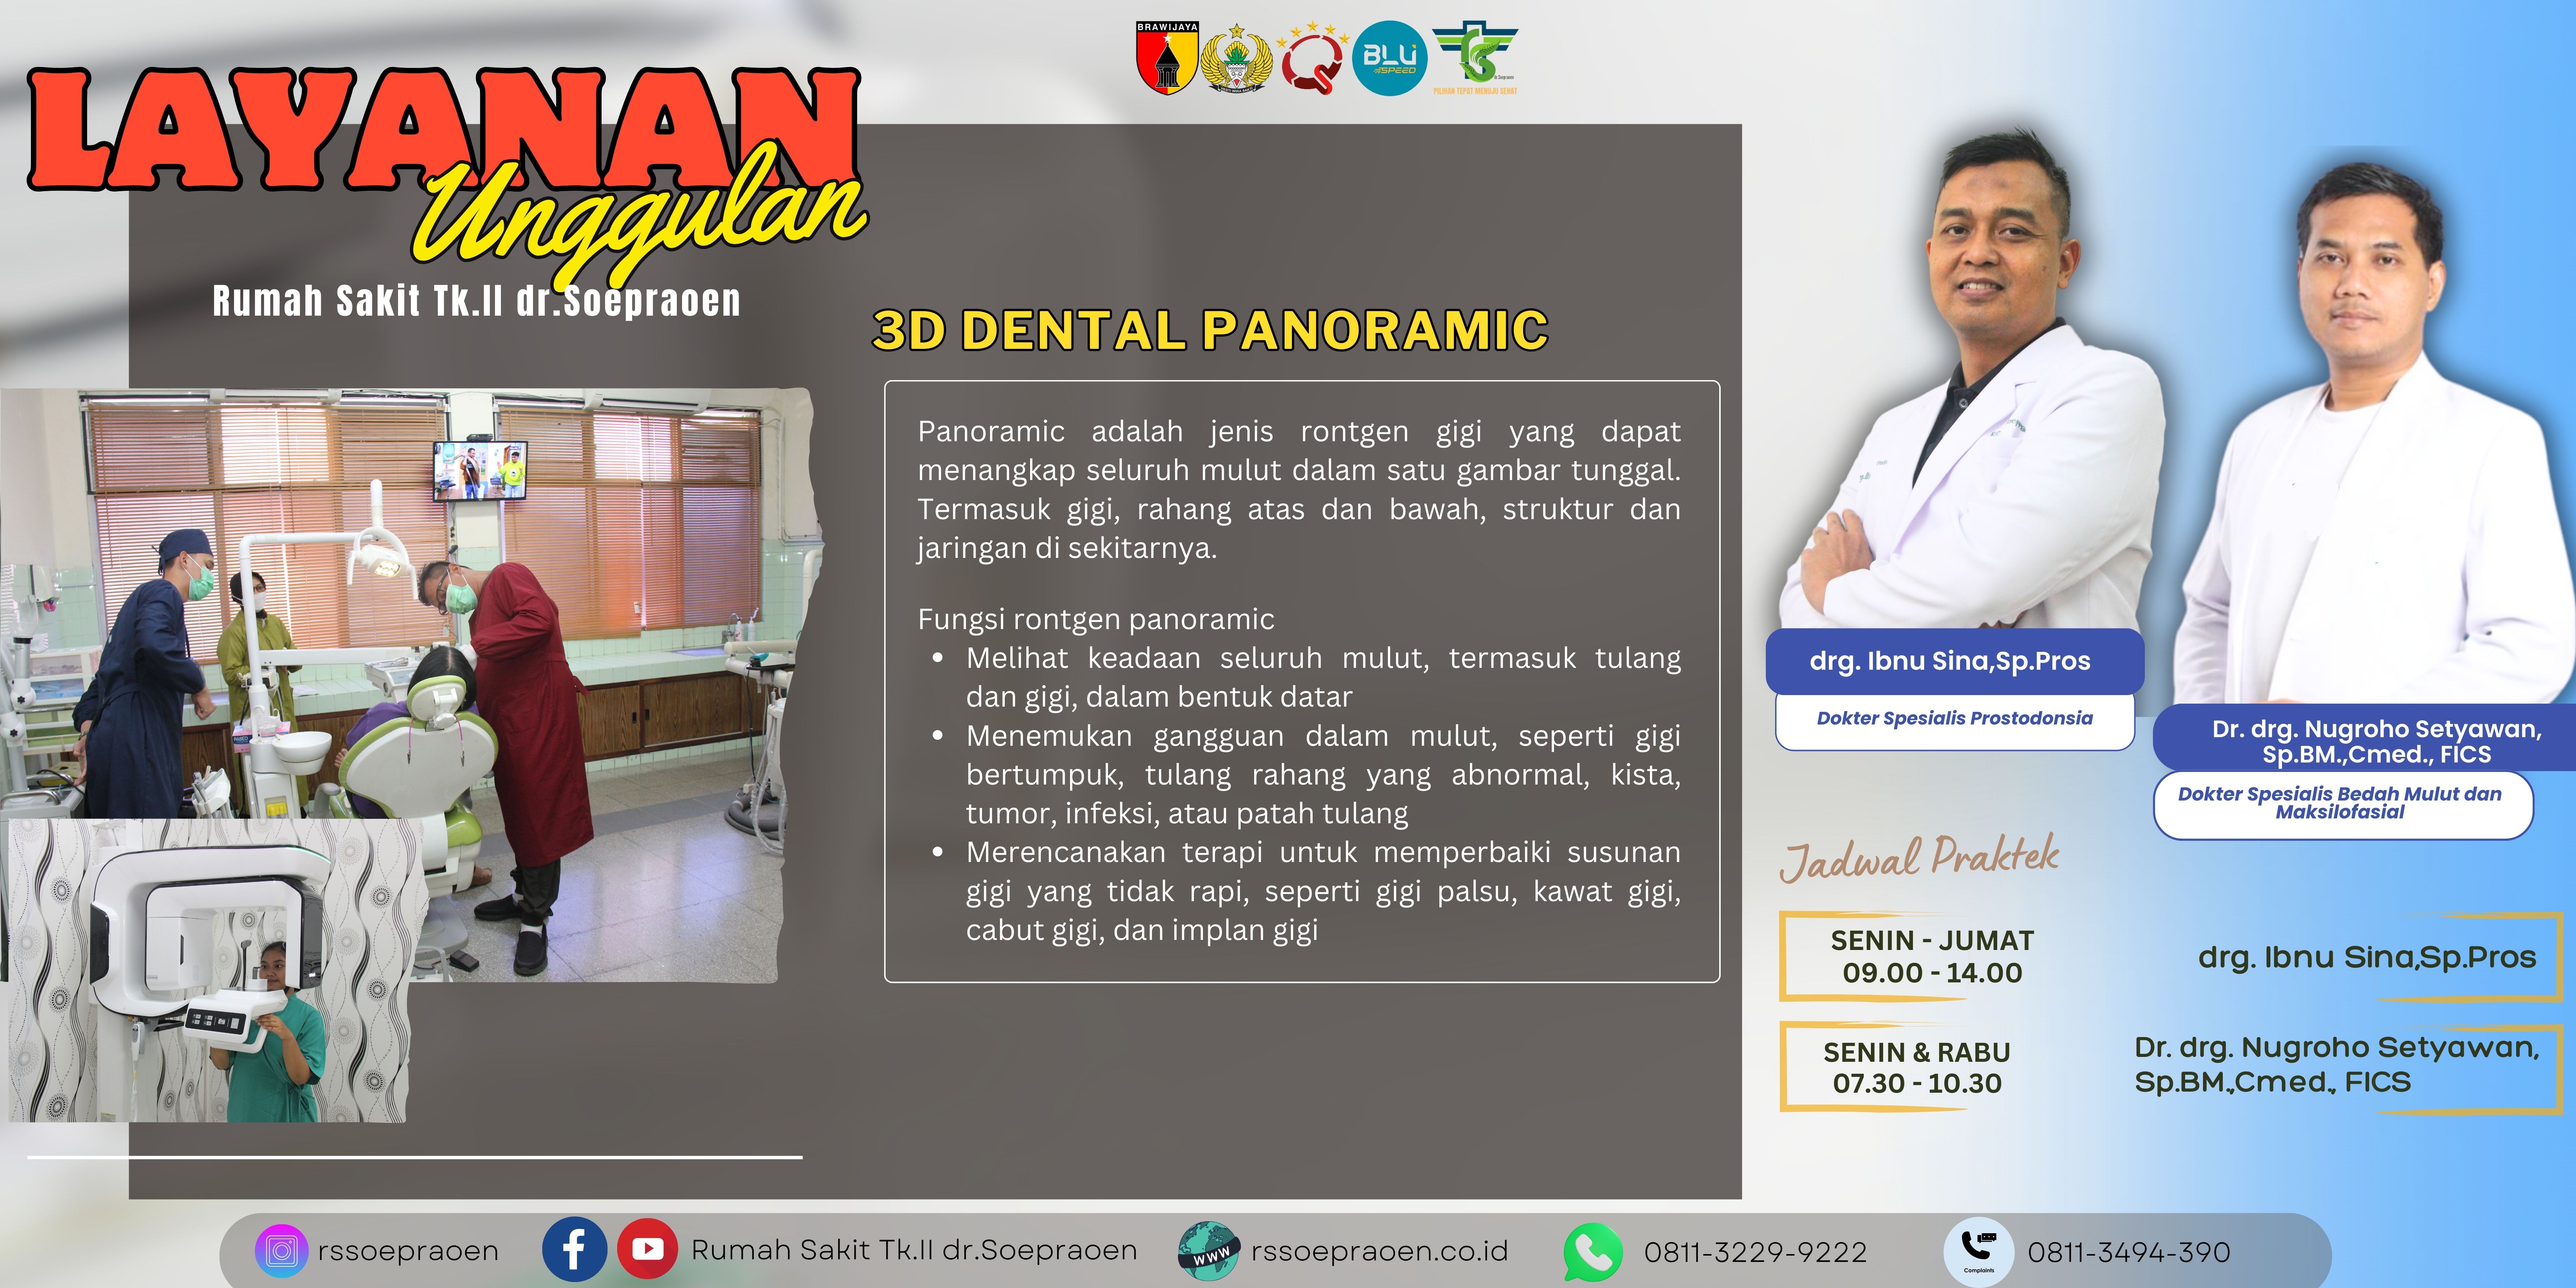 BRAWIJAYA
BLU
SPEED
PILIHAN TEPAT MENUJU SEHAT
LAYANAN
Unggulan
Rumah Sakit Tk.II dr.Soepraoen
3D DENTAL PANORAMIC
Panoramic adalah jenis rontgen gigi yang dapat
menangkap seluruh mulut dalam satu gambar tunggal.
Termasuk gigi, rahang atas dan bawah, struktur dan
jaringan di sekitarnya.
Fungsi rontgen panoramic
• Melihat keadaan seluruh mulut, termasuk tulang
dan gigi, dalam bentuk datar
• Menemukan gangguan dalam mulut, seperti gigi
bertumpuk, tulang rahang yang abnormal, kista,
tumor, infeksi, atau patah tulang
• Merencanakan terapi untuk memperbaiki susunan
gigi yang tidak rapi, seperti gigi palsu, kawat gigi,
cabut gigi, dan implan gigi
drg. Ibnu Sina,Sp.Pros
Dokter Spesialis Prostodonsia
Dr. drg. Nugroho Setyawan,
Sp.BM.,Cmed., FICS
Dokter Spesialis Bedah Mulut dan
Maksilofasial
Jadwal Praktek
SENIN - JUMAT
09.00 - 14.00
drg. Ibnu Sina,Sp.Pros
SENIN & RABU
07.30 - 10.30
Dr. drg. Nugroho Setyawan,
Sp.BM.,Cmed., FICS
rssoepraoen
Rumah Sakit Tk.II dr.Soepraoen
WWW
rssoepraoen.co.id
0811-3229-9222
Complaints
0811-3494-390